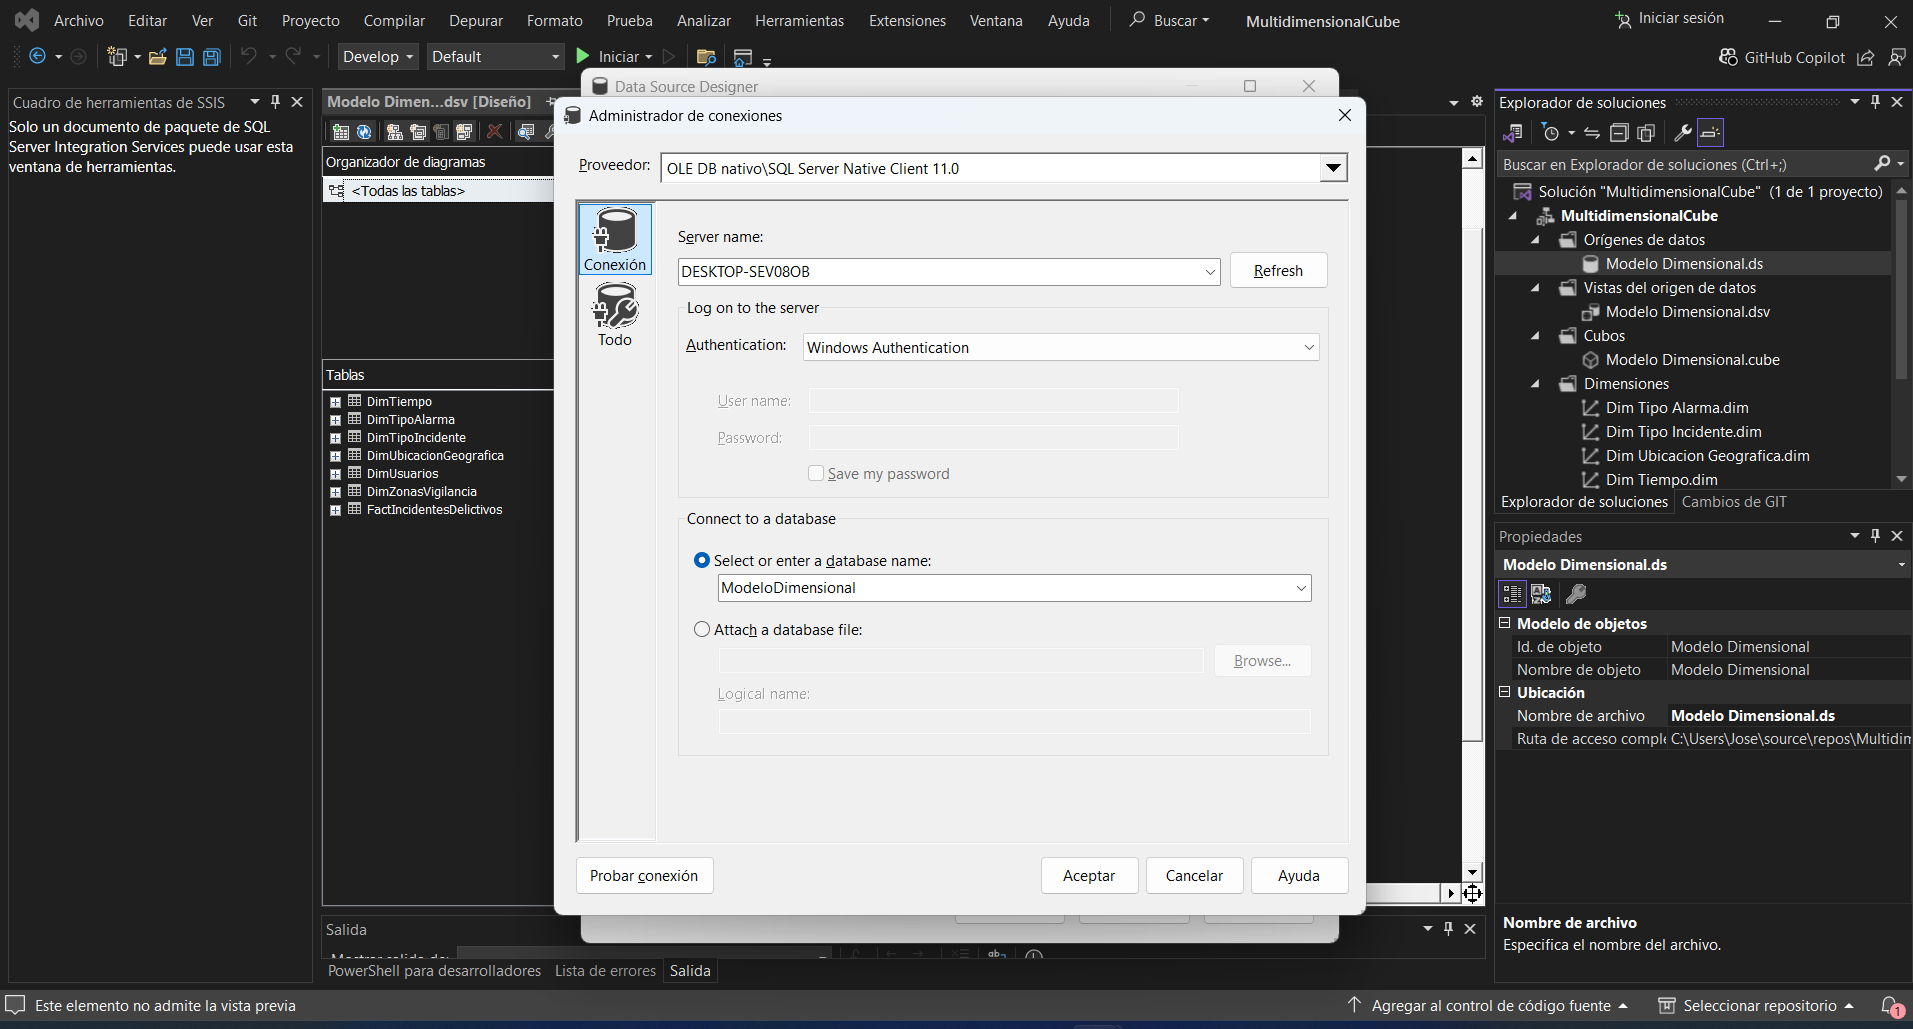 Archivo Editar Ver Git Proyecto Compilar Depurar Formato Prueba Analizar Herramientas Extensiones Ventana Ayuda Buscar MultidimensionalCube Iniciar sesión
Develop Default Iniciar GitHub Copilot
Cuadro de herramientas de SSIS
Solo un documento de paquete de SQL
Server Integration Services puede usar esta
ventana de herramientas.
Modelo Dimen...dsv [Diseño]
Organizador de diagramas
<Todas las tablas>
Tablas
DimTiempo
DimTipoAlarma
DimTipoIncidente
DimUbicacionGeografica
DimUsuarios
DimZonasVigilancia
FactIncidentesDelictivos
Data Source Designer
Administrador de conexiones
Proveedor: OLE DB nativo\SQL Server Native Client 11.0
Conexión
Todo
Server name:
DESKTOP-SEV08OB
Refresh
Log on to the server
Authentication: Windows Authentication
User name:
Password:
Save my password
Connect to a database
Select or enter a database name:
ModeloDimensional
Attach a database file:
Browse...
Logical name:
Probar conexión Aceptar Cancelar Ayuda
Salida
PowerShell para desarrolladores Lista de errores Salida
Explorador de soluciones
Buscar en Explorador de soluciones (Ctrl+;)
Solución "MultidimensionalCube" (1 de 1 proyecto)
MultidimensionalCube
Orígenes de datos
Modelo Dimensional.ds
Vistas del origen de datos
Modelo Dimensional.dsv
Cubos
Modelo Dimensional.cube
Dimensiones
Dim Tipo Alarma.dim
Dim Tipo Incidente.dim
Dim Ubicacion Geografica.dim
Dim Tiempo.dim
Explorador de soluciones Cambios de GIT
Propiedades
Modelo Dimensional.ds
Modelo de objetos
Id. de objeto Modelo Dimensional
Nombre de objeto Modelo Dimensional
Ubicación
Nombre de archivo Modelo Dimensional.ds
Ruta de acceso comple C:\Users\Jose\source\repos\Multidin
Nombre de archivo
Especifica el nombre del archivo.
Este elemento no admite la vista previa Agregar al control de código fuente Seleccionar repositorio 1